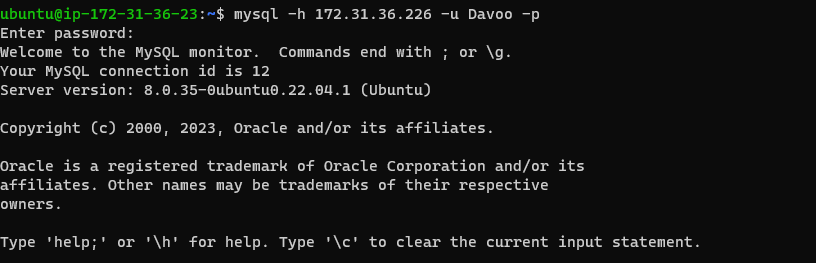 ubuntu@ip-172-31-36-23:~$ mysql -h 172.31.36.226 -u Davoo -p
Enter password:
Welcome to the MySQL monitor.  Commands end with ; or \g.
Your MySQL connection id is 12
Server version: 8.0.35-0ubuntu0.22.04.1 (Ubuntu)
Copyright (c) 2000, 2023, Oracle and/or its affiliates.
Oracle is a registered trademark of Oracle Corporation and/or its
affiliates. Other names may be trademarks of their respective
owners.
Type 'help;' or '\h' for help. Type '\c' to clear the current input statement.